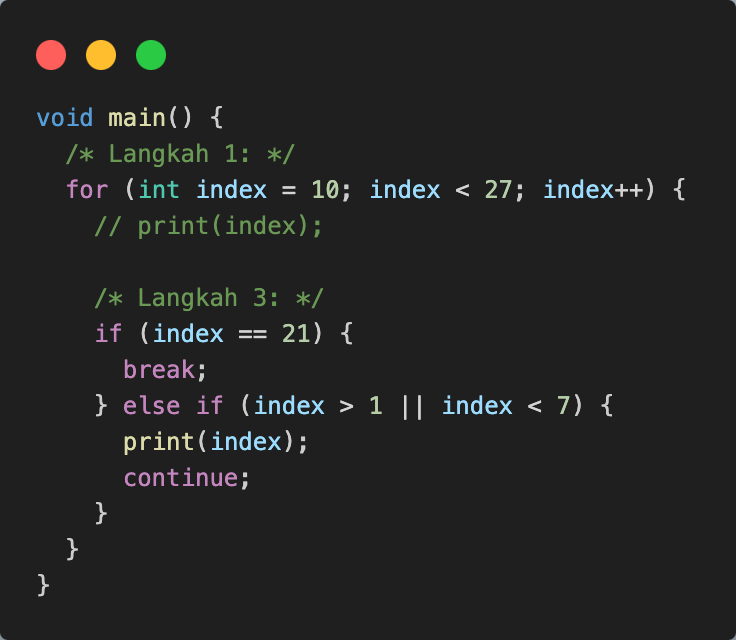 void main() {
  /* Langkah 1: */
  for (int index = 10; index < 27; index++) {
    // print(index);

    /* Langkah 3: */
    if (index == 21) {
      break;
    } else if (index > 1 || index < 7) {
      print(index);
      continue;
    }
  }
}